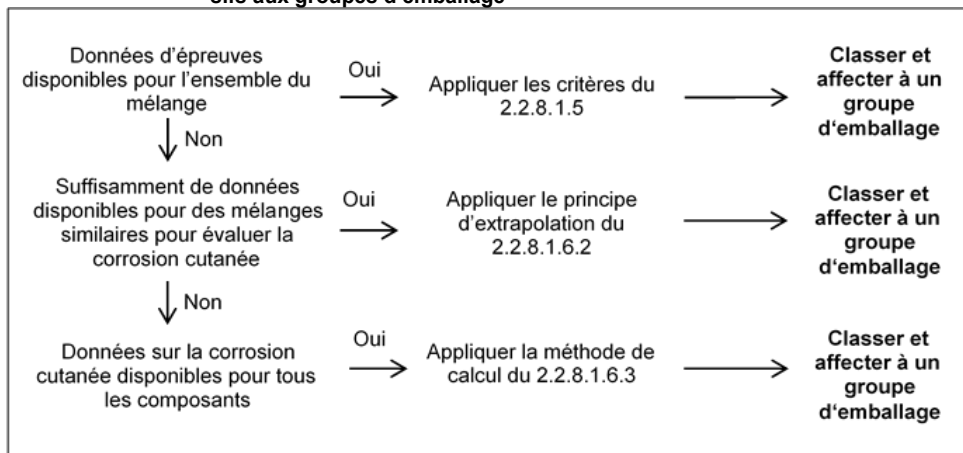 aux groupes d'emballage
Données d'épreuves
disponibles pour l'ensemble du
mélange
Oui
Appliquer les critères du
2.2.8.1.5
Classer et
affecter à un
groupe
d'emballage
Non
Suffisamment de données
disponibles pour des mélanges
similaires pour évaluer la
corrosion cutanée
Oui
Appliquer le principe
d'extrapolation du
2.2.8.1.6.2
Classer et
affecter à un
groupe
d'emballage
Non
Données sur la corrosion
cutanée disponibles pour tous
les composants
Oui
Appliquer la méthode de
calcul du 2.2.8.1.6.3
Classer et
affecter à un
groupe
d'emballage